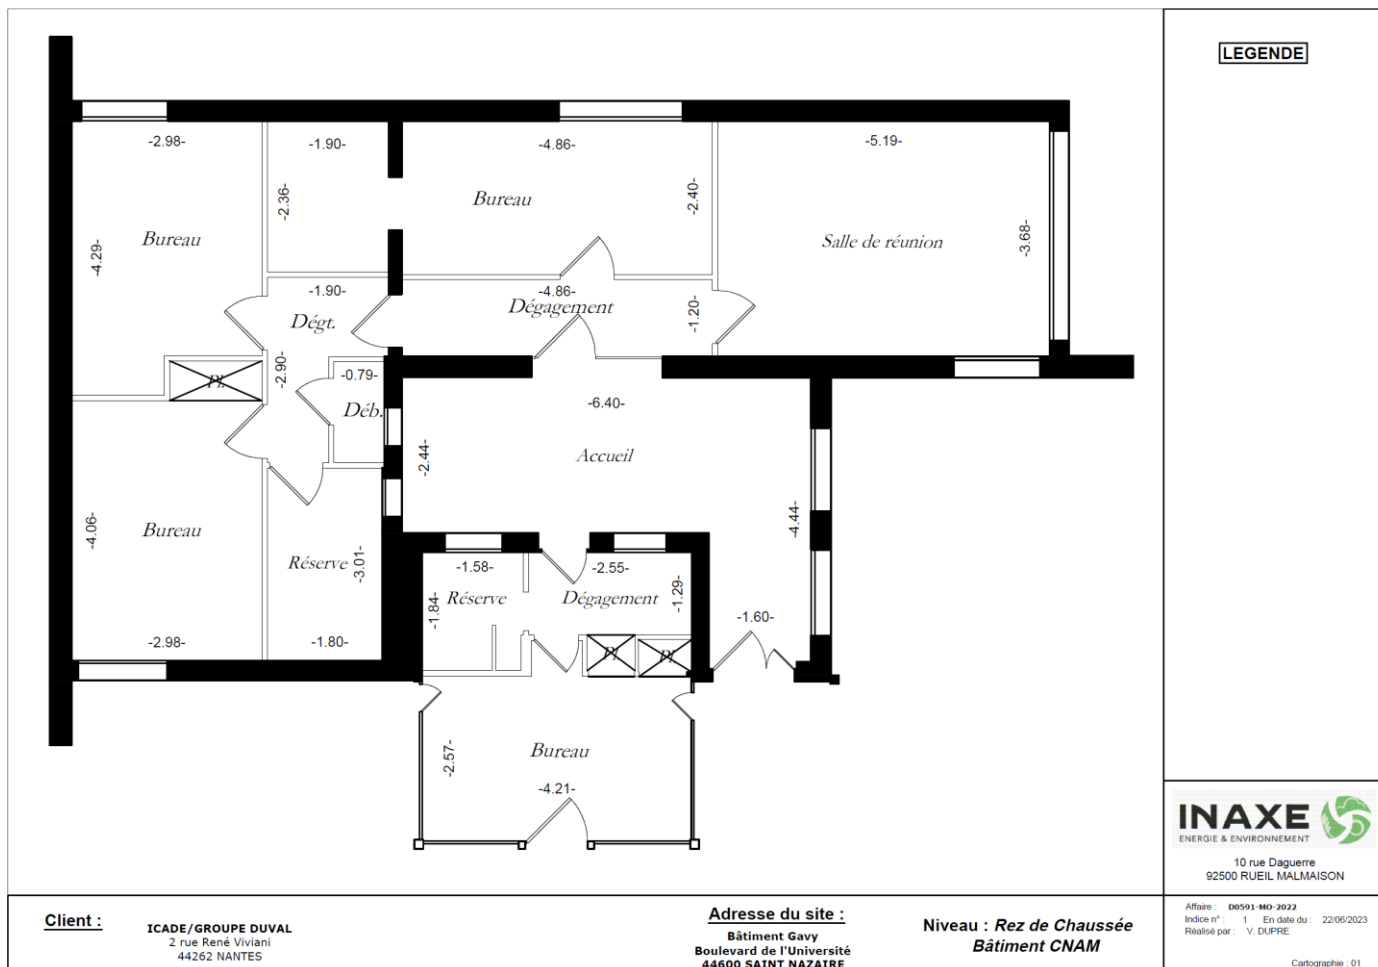 LEGENDE
-2.98-
-1.90-
-4.86-
-5.19-
-2.36-
-2.40-
Bureau
Bureau
-4.29-
Salle de réunion
-3.68-
-1.90-
-4.86-
Dégagement
-1.20-
Dégt.
-2.90-
Pl.
-0.79-
Déb.
-6.40-
-2.44-
Accueil
-4.06-
Bureau
-4.44-
Réserve
-3.01-
-1.58-
-2.55-
-1.84-
Réserve
Dégagement
-1.29-
-1.60-
-2.98-
-1.80-
Pl
Pl
Bureau
-2.57-
-4.21-
INAXE
ENERGIE & ENVIRONNEMENT
10 rue Daguerre
92500 RUEIL MALMAISON
Client :
ICADE/GROUPE DUVAL
2 rue René Viviani
44262 NANTES
Adresse du site :
Bâtiment Gavy
Boulevard de l'Université
44600 SAINT NAZAIRE
Niveau : Rez de Chaussée
Bâtiment CNAM
Affaire : D0591-MO-2022
Indice n° : 1 En date du : 22/06/2023
Réalisé par : V. DUPRE
Cartographie : 01